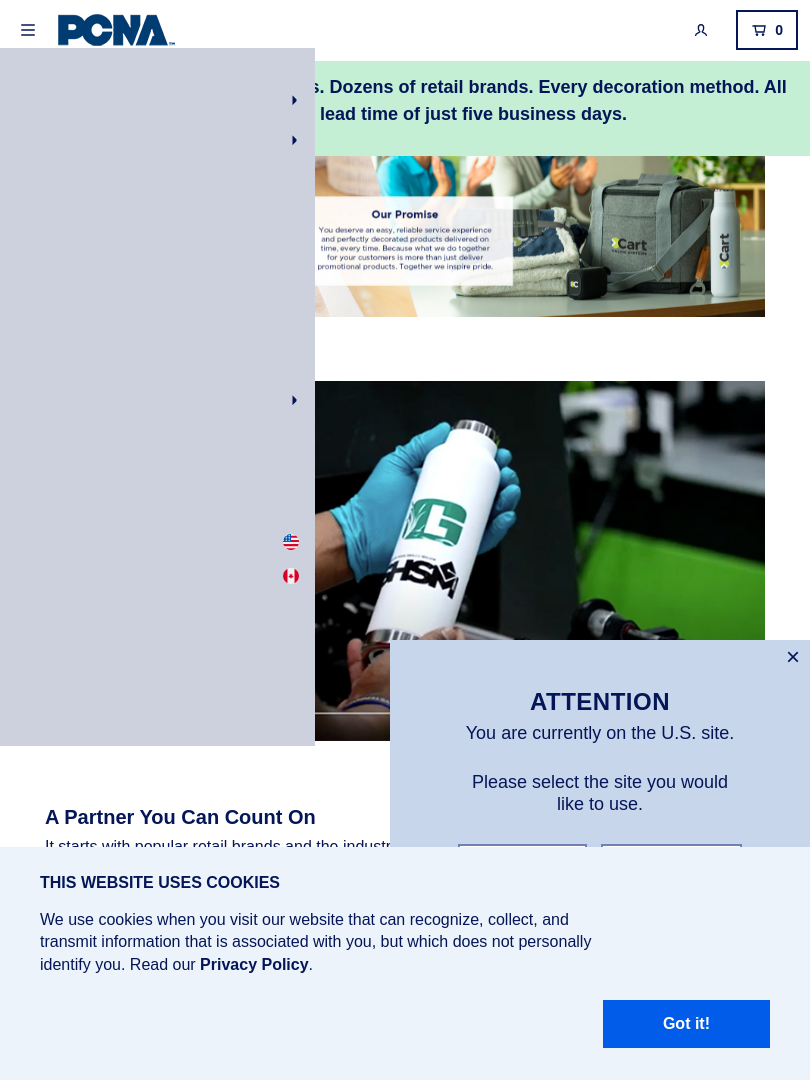 PCNA
0
s. Dozens of retail brands. Every decoration method. All
lead time of just five business days.
Our Promise
You deserve an easy, reliable service experience
and perfectly decorated products delivered on
time, every time. Because what we do together
for your customers is more than just deliver
promotional products. Together we inspire pride.
XCart
XCart
GHSM
ATTENTION
You are currently on the U.S. site.
Please select the site you would
like to use.
A Partner You Can Count On
It starts with popular retail brands and the industr
THIS WEBSITE USES COOKIES
We use cookies when you visit our website that can recognize, collect, and
transmit information that is associated with you, but which does not personally
identify you. Read our Privacy Policy.
Got it!